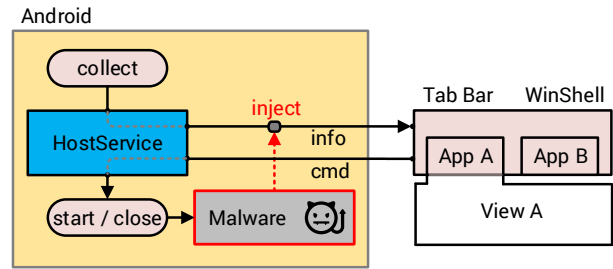 Android
collect
inject
Tab Bar
WinShell
HostService
info
cmd
App A
App B
start / close
Malware
View A